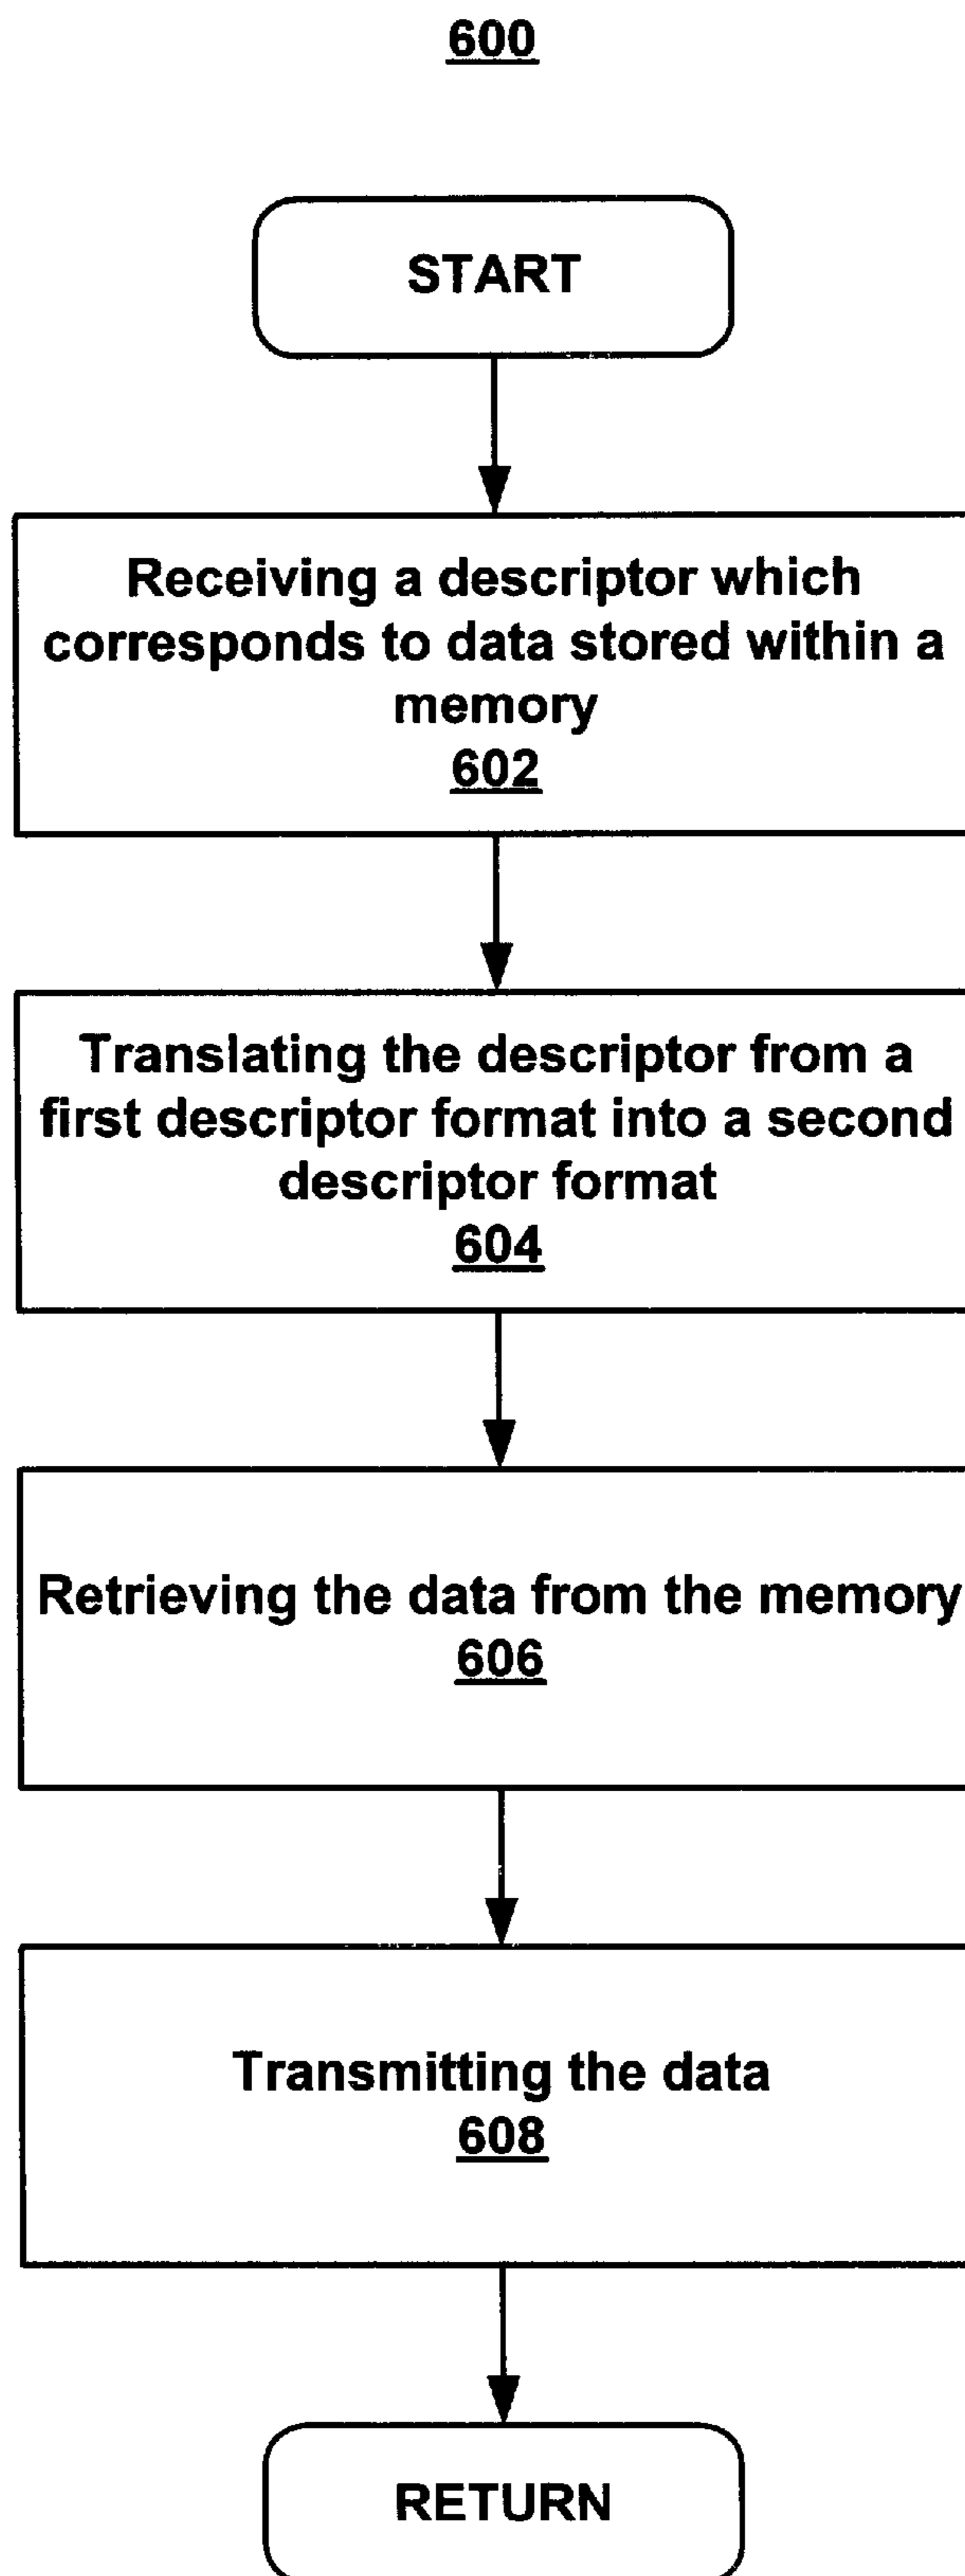 600
START
Receiving a descriptor which
corresponds to data stored within a
memory
602
Translating the descriptor from a
first descriptor format into a second
descriptor format
604
Retrieving the data from the memory
606
Transmitting the data
608
RETURN